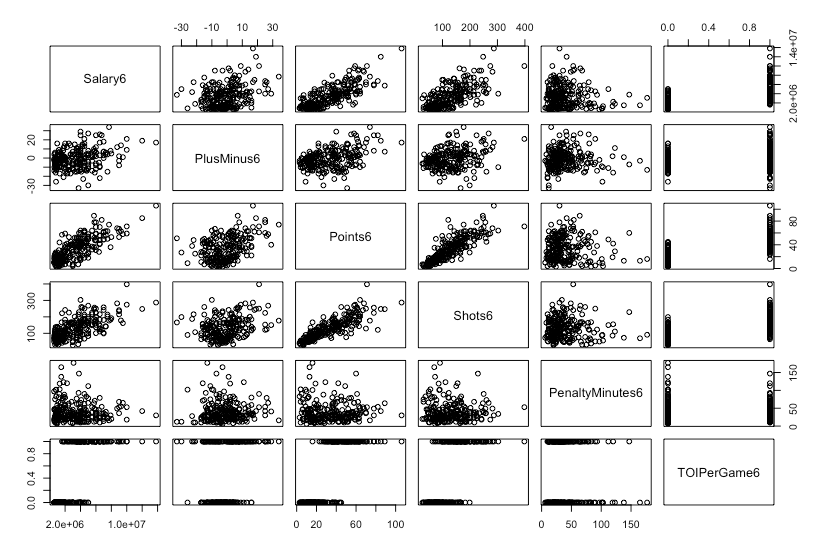 -30 -10 10 30 100 200 300 400 0.0 0.4 0.8
Salary6 2.0e+06 1.4e+07
-30 0 20 PlusMinus6
Points6 0 40 80
100 300 Shots6
PenaltyMinutes6 0 50 150
0.0 0.4 0.8 TOIPerGame6
2.0e+06 1.0e+07 0 20 60 100 0 50 100 150